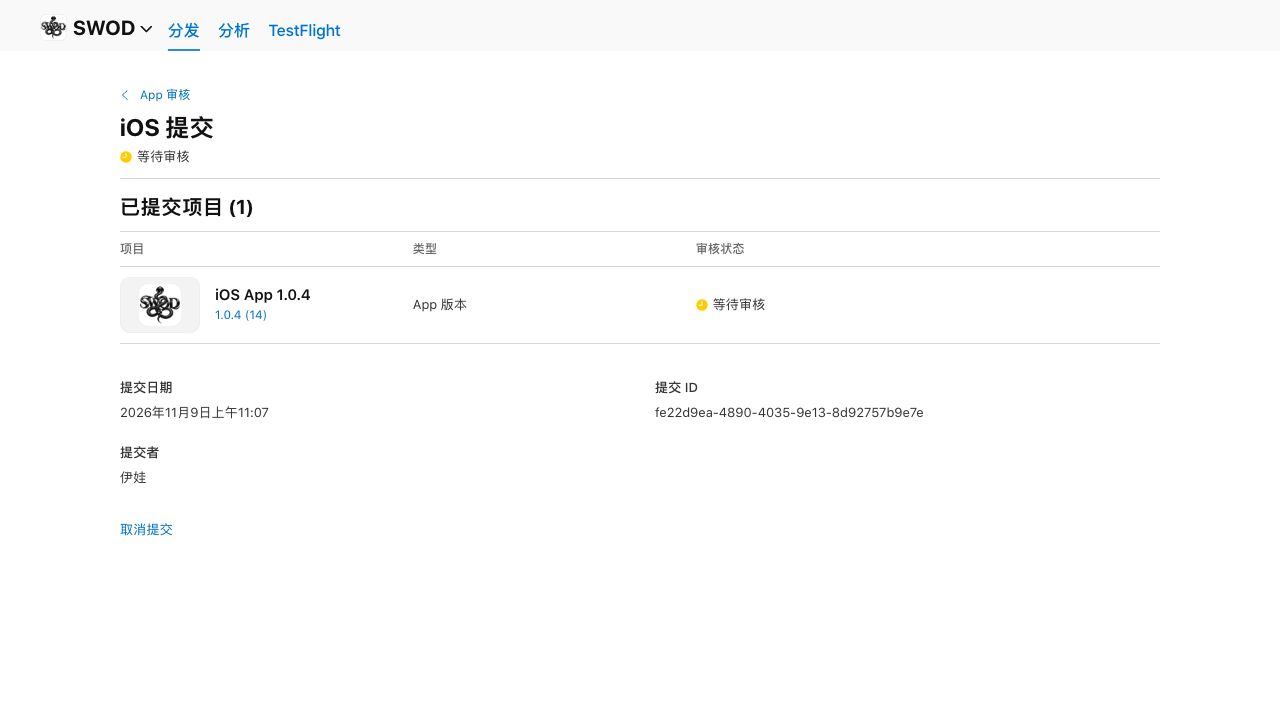 SWOD 分发 分析 TestFlight
App 审核
iOS 提交
等待审核
已提交项目 (1)
项目 类型 审核状态
SWOD iOS App 1.0.4 App 版本 等待审核
1.0.4 (14)
提交日期 提交 ID
2026年11月9日上午11:07 fe22d9ea-4890-4035-9e13-8d92757b9e7e
提交者
伊娃
取消提交